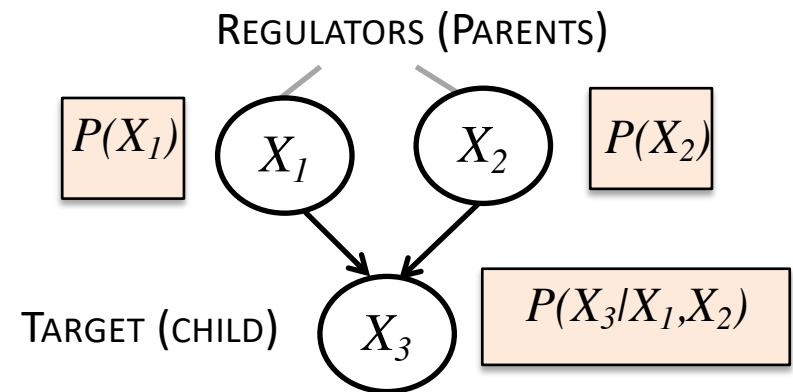 REGULATORS (PARENTS)
P(X1)
X1
X2
P(X2)
TARGET (CHILD)
X3
P(X3|X1,X2)